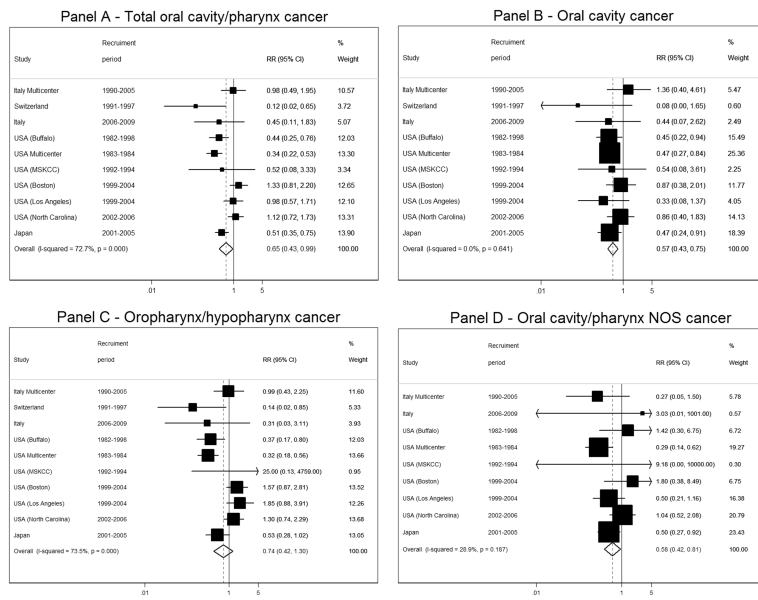 Panel A - Total oral cavity/pharynx cancer
Recruitment %
Study period RR (95% CI) Weight
Italy Multicenter 1990-2005 0.98 (0.49, 1.95) 10.57
Switzerland 1991-1997 0.12 (0.02, 0.65) 3.72
Italy 2006-2009 0.45 (0.11, 1.83) 5.07
USA (Buffalo) 1982-1998 0.44 (0.25, 0.76) 12.03
USA Multicenter 1983-1984 0.34 (0.22, 0.53) 13.30
USA (MSKCC) 1992-1994 0.52 (0.08, 3.33) 3.34
USA (Boston) 1999-2004 1.33 (0.81, 2.20) 12.65
USA (Los Angeles) 1999-2004 0.98 (0.57, 1.71) 12.10
USA (North Carolina) 2002-2006 1.12 (0.72, 1.73) 13.31
Japan 2001-2005 0.51 (0.35, 0.75) 13.90
Overall (I-squared = 72.7%, p = 0.000) 0.65 (0.43, 0.99) 100.00
.01 1 5
Panel B - Oral cavity cancer
Recruitment %
Study period RR (95% CI) Weight
Italy Multicenter 1990-2005 1.36 (0.40, 4.61) 5.47
Switzerland 1991-1997 0.08 (0.00, 1.65) 0.60
Italy 2006-2009 0.44 (0.07, 2.62) 2.49
USA (Buffalo) 1982-1998 0.45 (0.22, 0.94) 15.49
USA Multicenter 1983-1984 0.47 (0.27, 0.84) 25.36
USA (MSKCC) 1992-1994 0.54 (0.08, 3.61) 2.25
USA (Boston) 1999-2004 0.87 (0.38, 2.01) 11.77
USA (Los Angeles) 1999-2004 0.33 (0.08, 1.37) 4.05
USA (North Carolina) 2002-2006 0.86 (0.40, 1.83) 14.13
Japan 2001-2005 0.47 (0.24, 0.91) 18.39
Overall (I-squared = 0.0%, p = 0.641) 0.57 (0.43, 0.75) 100.00
.01 1 5
Panel C - Oropharynx/hypopharynx cancer
Recruitment %
Study period RR (95% CI) Weight
Italy Multicenter 1990-2005 0.99 (0.43, 2.25) 11.60
Switzerland 1991-1997 0.14 (0.02, 0.85) 5.33
Italy 2006-2009 0.31 (0.03, 3.11) 3.93
USA (Buffalo) 1982-1998 0.37 (0.17, 0.80) 12.03
USA Multicenter 1983-1984 0.32 (0.18, 0.56) 13.66
USA (MSKCC) 1992-1994 25.00 (0.13, 4759.00) 0.95
USA (Boston) 1999-2004 1.57 (0.87, 2.81) 13.52
USA (Los Angeles) 1999-2004 1.85 (0.88, 3.91) 12.26
USA (North Carolina) 2002-2006 1.30 (0.74, 2.29) 13.68
Japan 2001-2005 0.53 (0.28, 1.02) 13.05
Overall (I-squared = 73.5%, p = 0.000) 0.74 (0.42, 1.30) 100.00
.01 1 5
Panel D - Oral cavity/pharynx NOS cancer
Recruitment %
Study period RR (95% CI) Weight
Italy Multicenter 1990-2005 0.27 (0.05, 1.50) 5.78
Italy 2006-2009 3.03 (0.01, 1001.00) 0.57
USA (Buffalo) 1982-1998 1.42 (0.30, 6.75) 6.72
USA Multicenter 1983-1984 0.29 (0.14, 0.62) 19.27
USA (MSKCC) 1992-1994 9.18 (0.00, 10000.00) 0.30
USA (Boston) 1999-2004 1.80 (0.38, 8.49) 6.75
USA (Los Angeles) 1999-2004 0.50 (0.21, 1.16) 16.38
USA (North Carolina) 2002-2006 1.04 (0.52, 2.08) 20.79
Japan 2001-2005 0.50 (0.27, 0.92) 23.43
Overall (I-squared = 28.9%, p = 0.187) 0.58 (0.42, 0.81) 100.00
.01 1 5